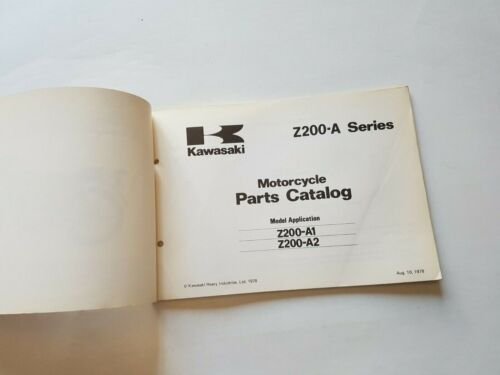 Z200-A Series
Kawasaki
Motorcycle
Parts Catalog
Model Application
Z200-A1
Z200-A2
© Kawasaki Heavy Industries, Ltd. 1978
Aug. 10, 1978